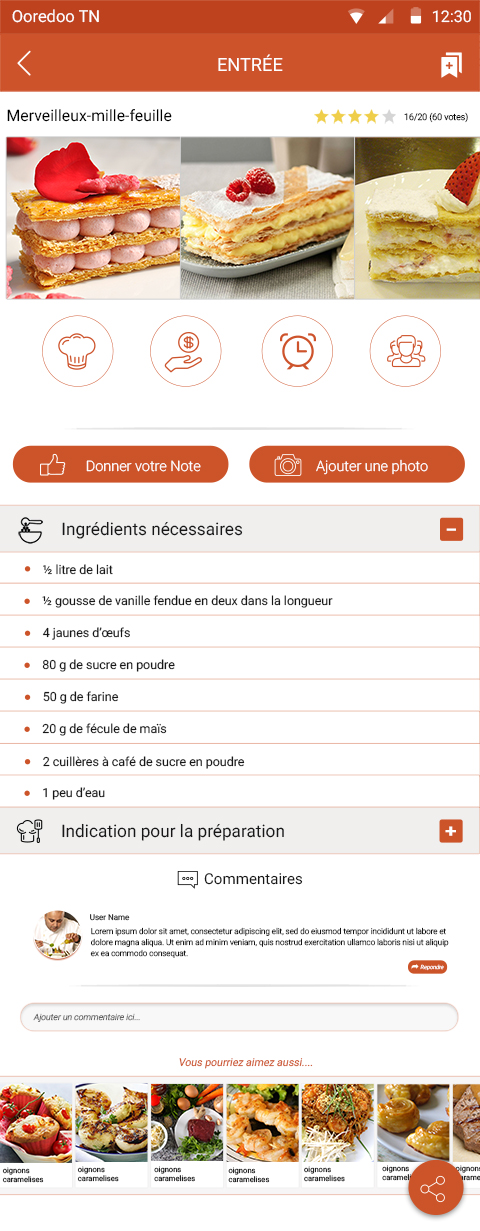 Ooredoo TN 12:30
ENTRÉE
Merveilleux-mille-feuille 16/20 (60 votes)
Donner votre Note Ajouter une photo
Ingrédients nécessaires
½ litre de lait
½ gousse de vanille fendue en deux dans la longueur
4 jaunes d'œufs
80 g de sucre en poudre
50 g de farine
20 g de fécule de maïs
2 cuillères à café de sucre en poudre
1 peu d'eau
Indication pour la préparation
Commentaires
User Name
Lorem ipsum dolor sit amet, consectetur adipiscing elit, sed do eiusmod tempor incididunt ut labore et
dolore magna aliqua. Ut enim ad minim veniam, quis nostrud exercitation ullamco laboris nisi ut aliquip
ex ea commodo consequat.
Repondre
Ajouter un commentaire ici...
Vous pourriez aimez aussi....
oignons oignons oignons oignons oignons oignons oignons
caramelises caramelises caramelises caramelises caramelises carameli carame